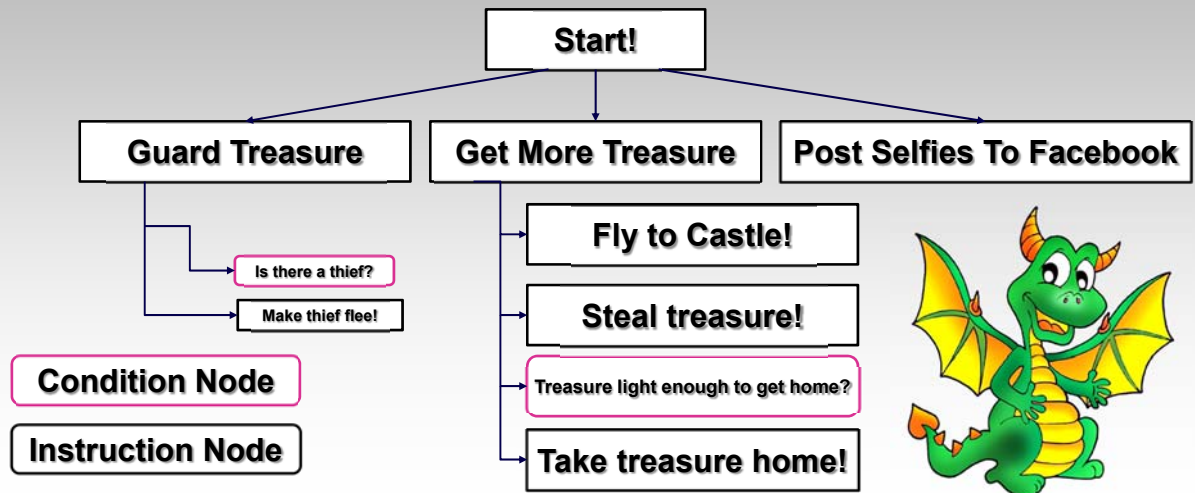 Start!
Guard Treasure
Get More Treasure
Post Selfies To Facebook
Is there a thief?
Make thief flee!
Fly to Castle!
Steal treasure!
Treasure light enough to get home?
Take treasure home!
Condition Node
Instruction Node